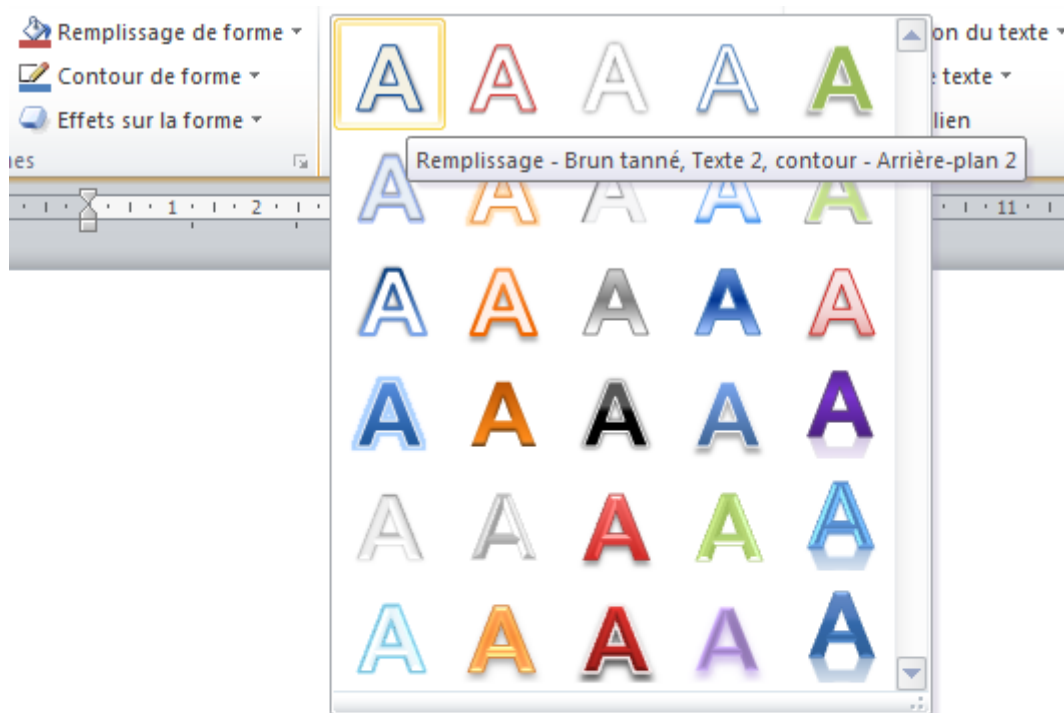 Remplissage de forme
on du texte
Contour de forme
texte
Effets sur la forme
lien
nes
Remplissage - Brun tanné, Texte 2, contour - Arrière-plan 2
1 2 11
A A A A A
A A A A A
A A A A A
A A A A A
A A A A A
A A A A A